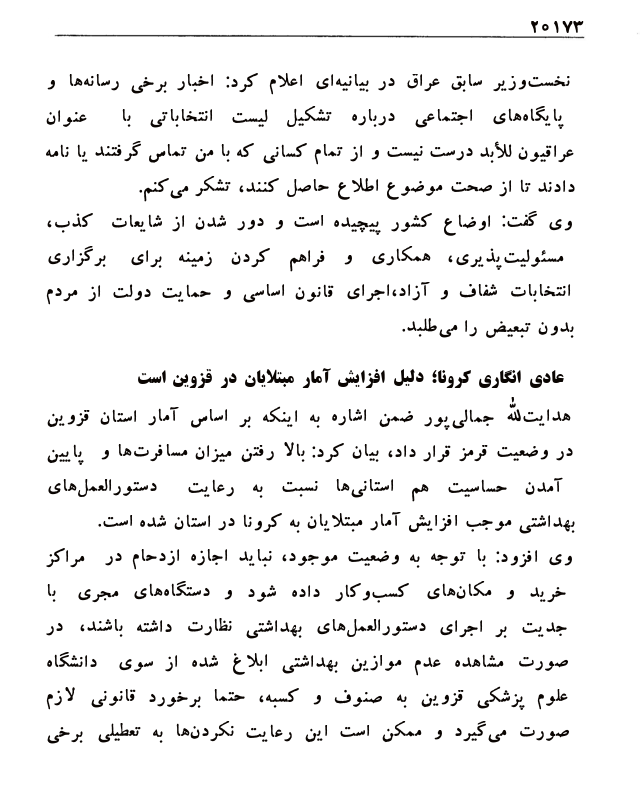 ۲۰۱۷۳
نخست‌وزیر سابق عراق در بیانیه‌ای اعلام کرد: اخبار برخی رسانه‌ها و
پایگاه‌های اجتماعی درباره تشکیل لیست انتخاباتی با عنوان
عراقیون للأبد درست نیست و از تمام کسانی که با من تماس گرفتند یا نامه
دادند تا از صحت موضوع اطلاع حاصل کنند، تشکر می‌کنم.
وی گفت: اوضاع کشور پیچیده است و دور شدن از شایعات کذب،
مسئولیت‌پذیری، همکاری و فراهم کردن زمینه برای برگزاری
انتخابات شفاف و آزاد،اجرای قانون اساسی و حمایت دولت از مردم
بدون تبعیض را می‌طلبد.
عادی انگاری کرونا؛ دلیل افزایش آمار مبتلایان در قزوین است
هدایت‌الله جمالی‌پور ضمن اشاره به اینکه بر اساس آمار استان قزوین
در وضعیت قرمز قرار داد، بیان کرد: بالا رفتن میزان مسافرت‌ها و پایین
آمدن حساسیت هم استانی‌ها نسبت به رعایت دستورالعمل‌های
بهداشتی موجب افزایش آمار مبتلایان به کرونا در استان شده است.
وی افزود: با توجه به وضعیت موجود، نباید اجازه ازدحام در مراکز
خرید و مکان‌های کسب‌وکار داده شود و دستگاه‌های مجری با
جدیت بر اجرای دستورالعمل‌های بهداشتی نظارت داشته باشند، در
صورت مشاهده عدم موازین بهداشتی ابلاغ شده از سوی دانشگاه
علوم پزشکی قزوین به صنوف و کسبه، حتما برخورد قانونی لازم
صورت می‌گیرد و ممکن است این رعایت نکردن‌ها به تعطیلی برخی